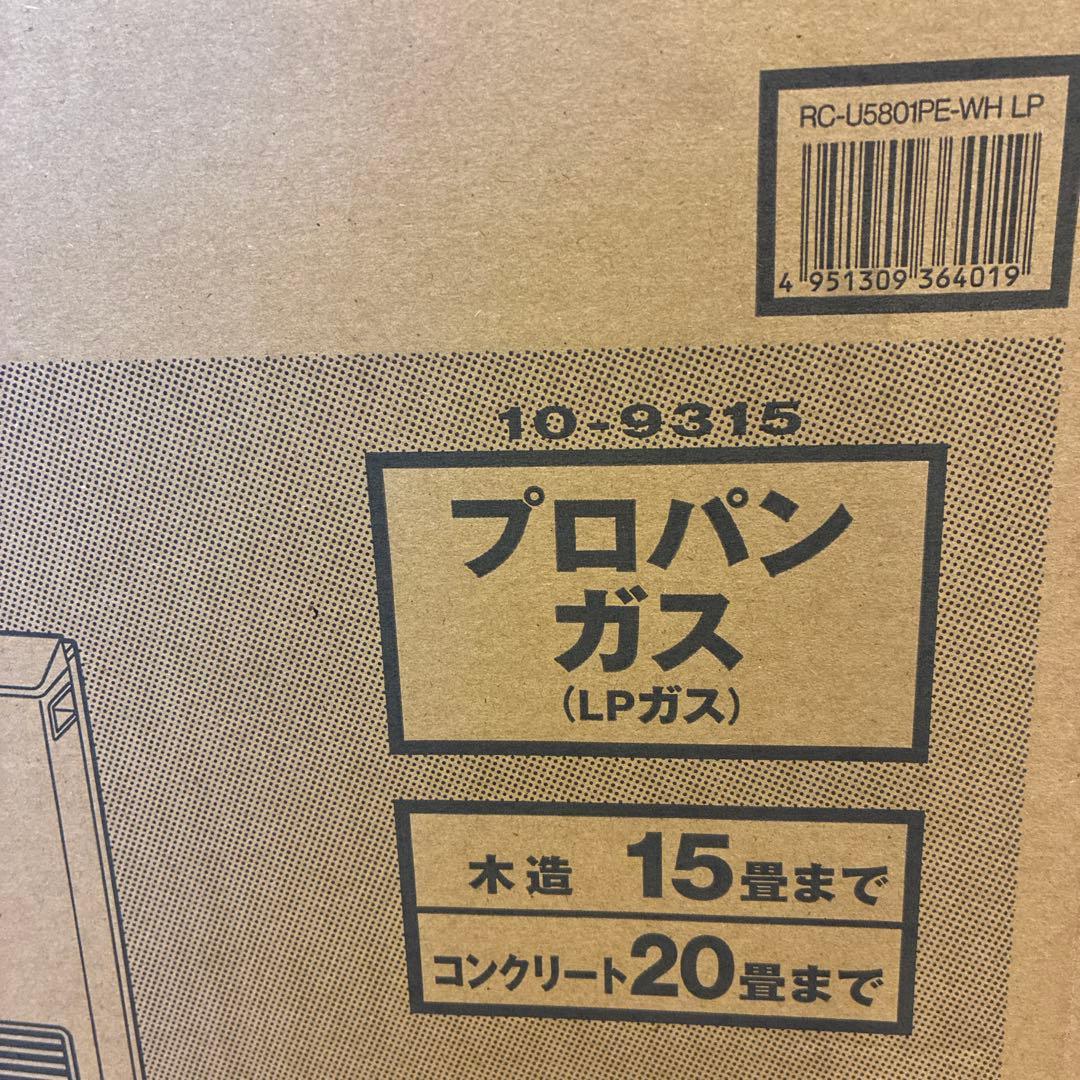 RC-U5801PE-WH LP
4 951309 364019
10-9315
プロパン
ガス
(LPガス)
木造 15畳まで
コンクリート20畳まで